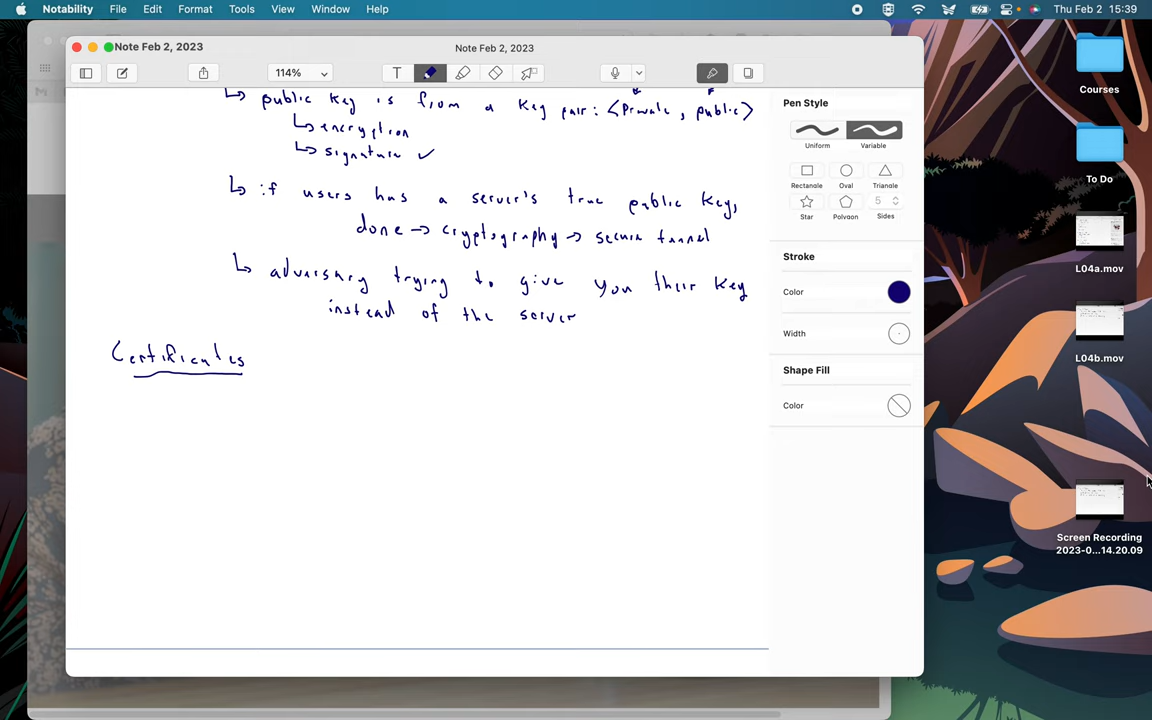 Notability File Edit Format Tools View Window Help Thu Feb 2 15:39
Note Feb 2, 2023
Note Feb 2, 2023
114%
T
Pen Style
Uniform Variable
Rectangle Oval Triangle
5
Star Polygon Sides
Stroke
Color
Width
Shape Fill
Color
↳ public key is from a key pair: <private, public>
↳ encryption
↳ signature ✓
↳ if users has a server's true public key,
done → cryptography → secure tunnel
↳ adversary trying to give you their key
instead of the server
Certificates
Courses
To Do
L04a.mov
L04b.mov
Screen Recording
2023-0...14.20.09